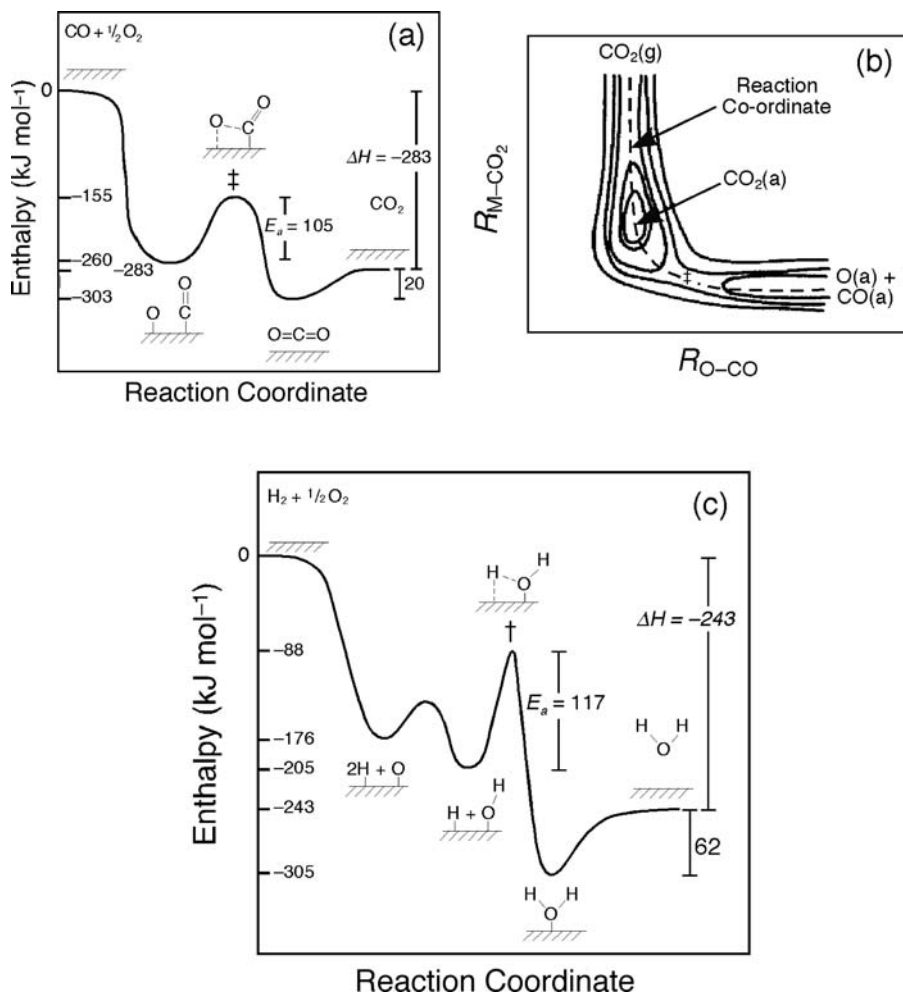 CO + ½O₂
(a)
0
−155
−260
−283
−303
Enthalpy (kJ mol⁻¹)
O
C
O
‡
Eₐ = 105
ΔH = −283
CO₂
20
O
O
C
O=C=O
Reaction Coordinate
CO₂(g)
(b)
Reaction
Co-ordinate
CO₂(a)
‡
O(a) +
CO(a)
R_M–CO₂
R_O–CO
H₂ + ½O₂
(c)
0
−88
−176
−205
−243
−305
Enthalpy (kJ mol⁻¹)
H
H
O
†
ΔH = −243
Eₐ = 117
H H
O
2H + O
H
H + O
62
H H
O
Reaction Coordinate